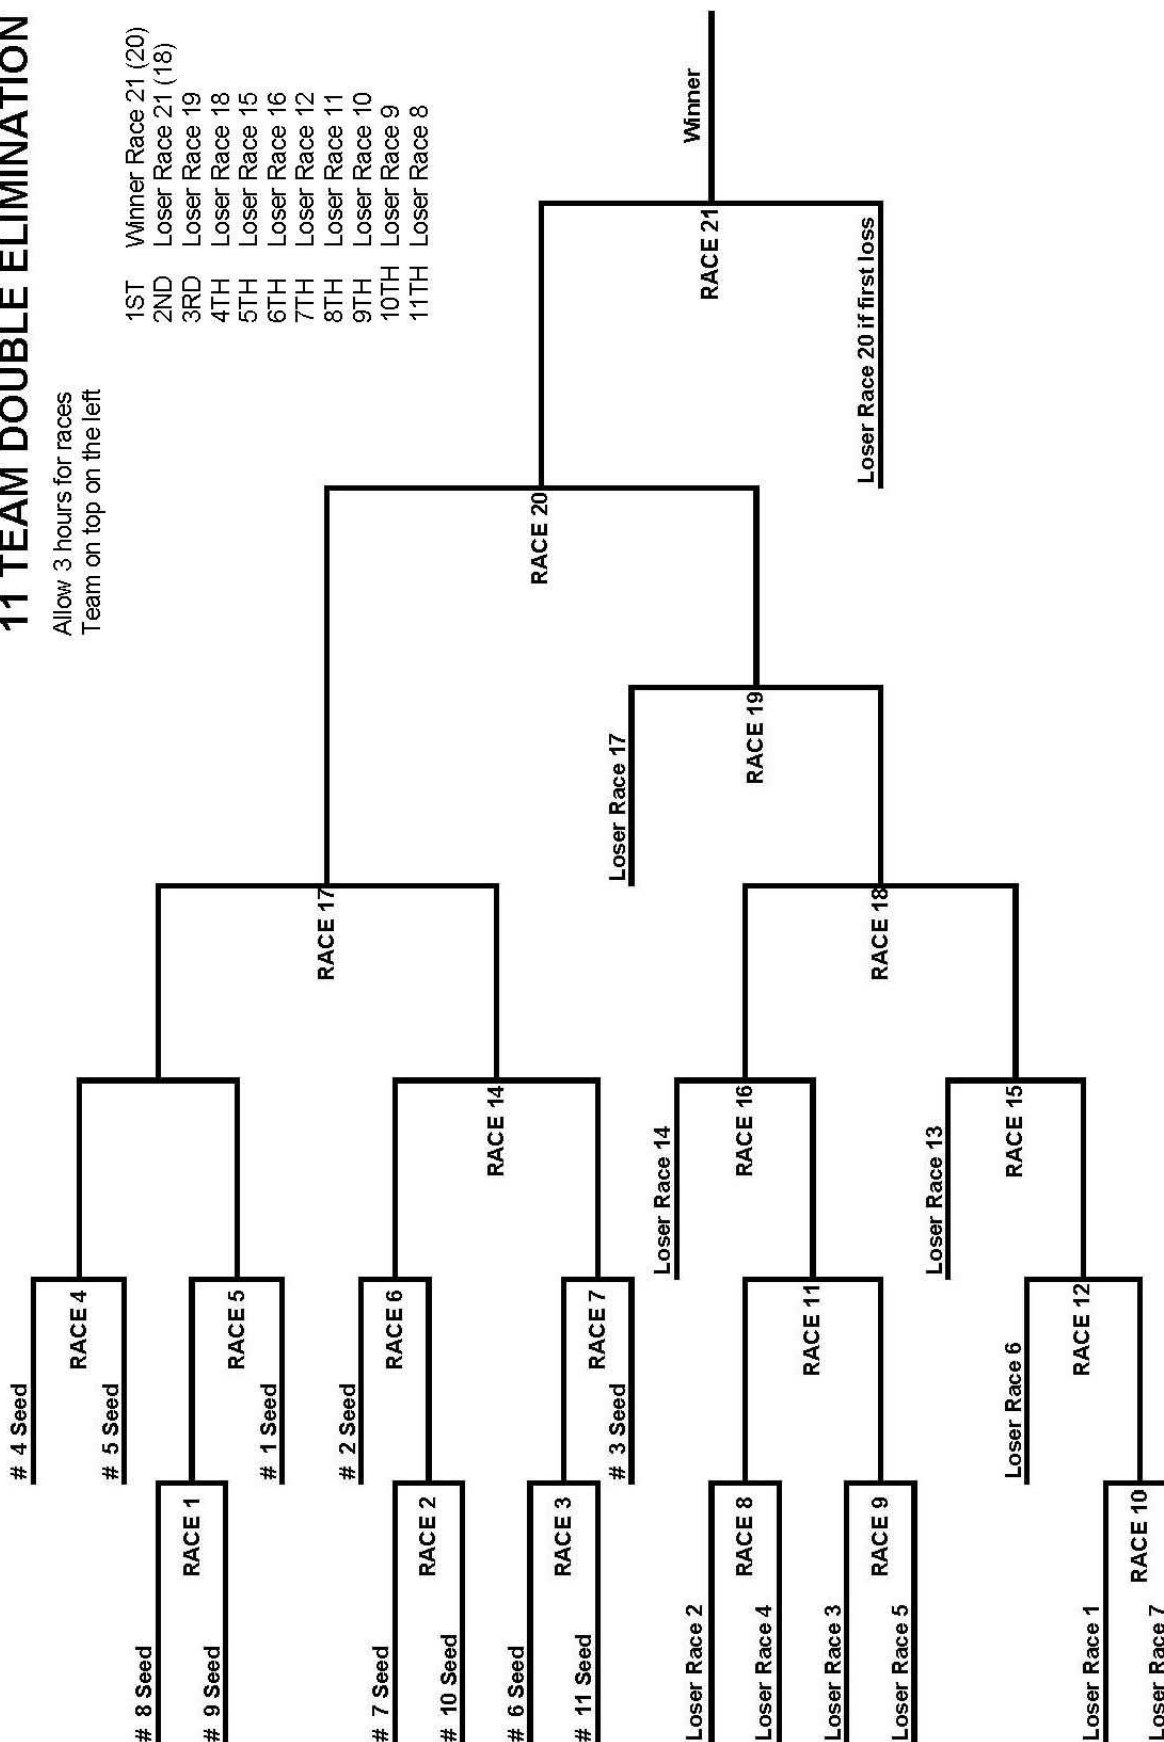 11 TEAM DOUBLE ELIMINATION
Allow 3 hours for races
Team on top on the left
1ST Winner Race 21 (20)
2ND Loser Race 21 (18)
3RD Loser Race 19
4TH Loser Race 18
5TH Loser Race 15
6TH Loser Race 16
7TH Loser Race 12
8TH Loser Race 11
9TH Loser Race 10
10TH Loser Race 9
11TH Loser Race 8
# 4 Seed
RACE 4
# 5 Seed
# 8 Seed
RACE 1
# 9 Seed
RACE 5
# 1 Seed
RACE 17
# 2 Seed
RACE 6
# 7 Seed
RACE 2
# 10 Seed
RACE 14
# 6 Seed
RACE 3
# 11 Seed
RACE 7
# 3 Seed
RACE 20
Loser Race 17
RACE 19
Winner
RACE 21
Loser Race 20 if first loss
Loser Race 14
RACE 16
Loser Race 2
RACE 8
Loser Race 4
RACE 11
Loser Race 3
RACE 9
Loser Race 5
RACE 18
Loser Race 13
RACE 15
Loser Race 6
RACE 12
Loser Race 1
RACE 10
Loser Race 7